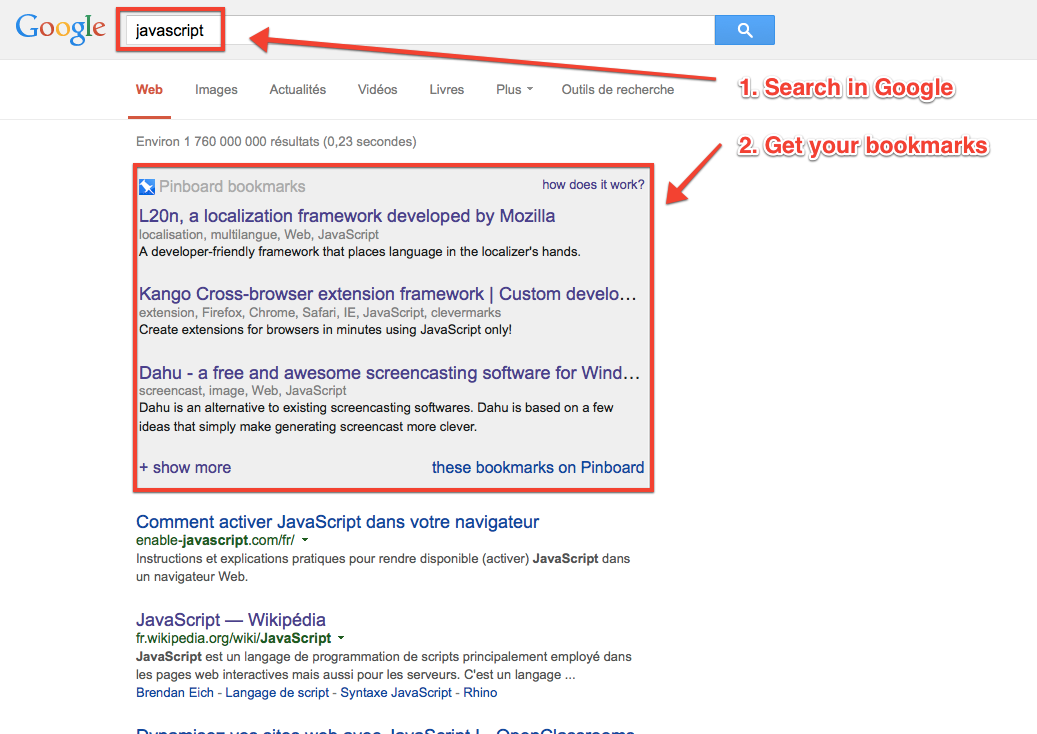 Google
javascript
1. Search in Google
Web Images Actualités Vidéos Livres Plus Outils de recherche
2. Get your bookmarks
Environ 1 760 000 000 résultats (0,23 secondes)
Pinboard bookmarks how does it work?
L20n, a localization framework developed by Mozilla
localisation, multilangue, Web, JavaScript
A developer-friendly framework that places language in the localizer's hands.
Kango Cross-browser extension framework | Custom develo...
extension, Firefox, Chrome, Safari, IE, JavaScript, clevermarks
Create extensions for browsers in minutes using JavaScript only!
Dahu - a free and awesome screencasting software for Wind...
screencast, image, Web, JavaScript
Dahu is an alternative to existing screencasting softwares. Dahu is based on a few
ideas that simply make generating screencast more clever.
+ show more these bookmarks on Pinboard
Comment activer JavaScript dans votre navigateur
enable-javascript.com/fr/
Instructions et explications pratiques pour rendre disponible (activer) JavaScript dans
un navigateur Web.
JavaScript — Wikipédia
fr.wikipedia.org/wiki/JavaScript
JavaScript est un langage de programmation de scripts principalement employé dans
les pages web interactives mais aussi pour les serveurs. C'est un langage ...
Brendan Eich - Langage de script - Syntaxe JavaScript - Rhino
Dynamisez vos sites web avec JavaScript ! - OpenClassrooms